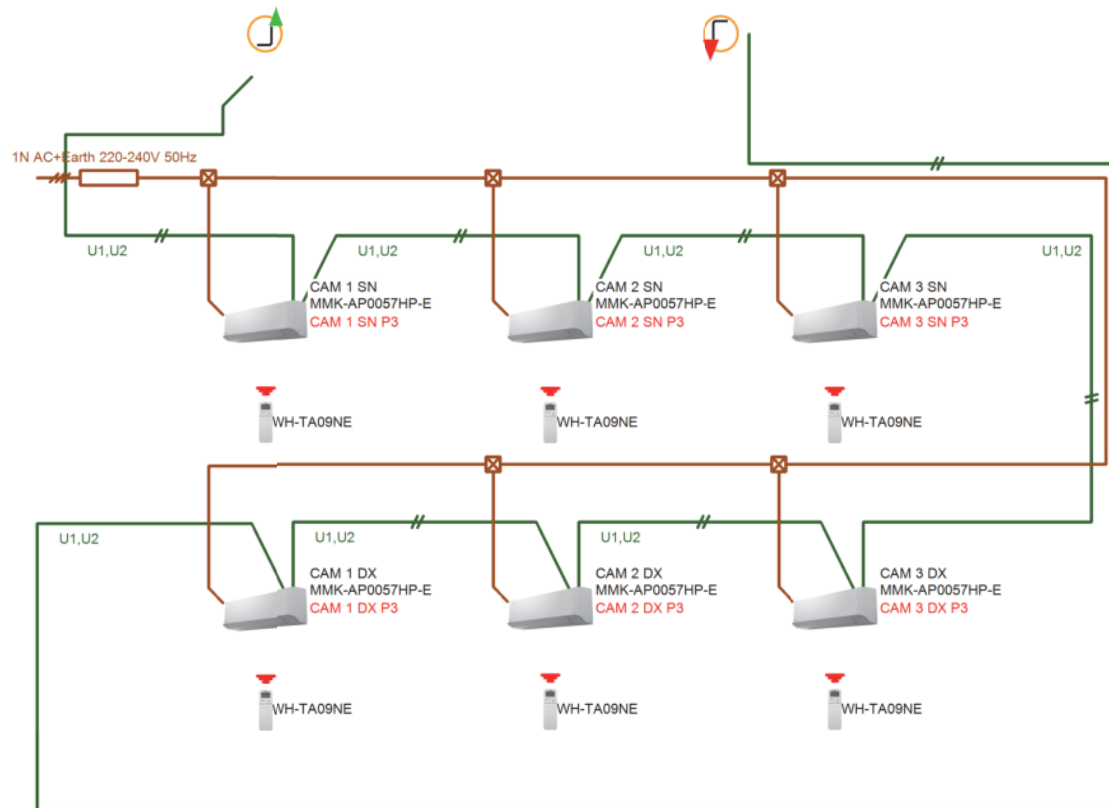 1N AC+Earth 220-240V 50Hz
U1,U2
U1,U2
U1,U2
U1,U2
CAM 1 SN
MMK-AP0057HP-E
CAM 1 SN P3
CAM 2 SN
MMK-AP0057HP-E
CAM 2 SN P3
CAM 3 SN
MMK-AP0057HP-E
CAM 3 SN P3
WH-TA09NE
WH-TA09NE
WH-TA09NE
U1,U2
U1,U2
U1,U2
CAM 1 DX
MMK-AP0057HP-E
CAM 1 DX P3
CAM 2 DX
MMK-AP0057HP-E
CAM 2 DX P3
CAM 3 DX
MMK-AP0057HP-E
CAM 3 DX P3
WH-TA09NE
WH-TA09NE
WH-TA09NE